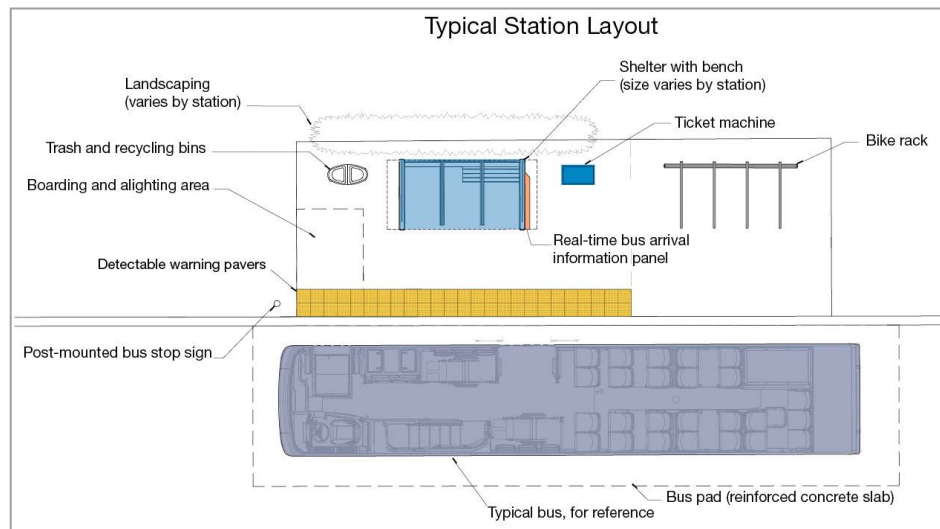 Typical Station Layout
Landscaping
(varies by station)
Shelter with bench
(size varies by station)
Ticket machine
Trash and recycling bins
Bike rack
Boarding and alighting area
Real-time bus arrival
information panel
Detectable warning pavers
Post-mounted bus stop sign
Bus pad (reinforced concrete slab)
Typical bus, for reference